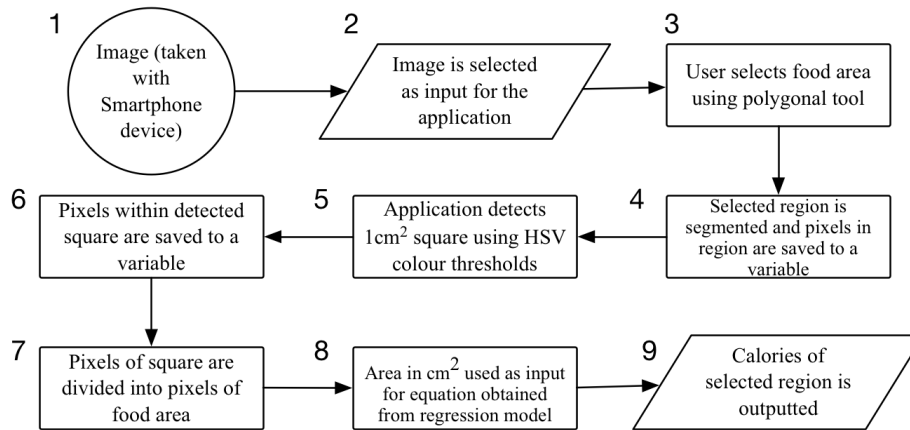 1
Image (taken
with
Smartphone
device)
2
Image is selected
as input for the
application
3
User selects food area
using polygonal tool
4
Selected region is
segmented and pixels in
region are saved to a
variable
5
Application detects
1cm² square using HSV
colour thresholds
6
Pixels within detected
square are saved to a
variable
7
Pixels of square are
divided into pixels of
food area
8
Area in cm² used as input
for equation obtained
from regression model
9
Calories of
selected region is
outputted